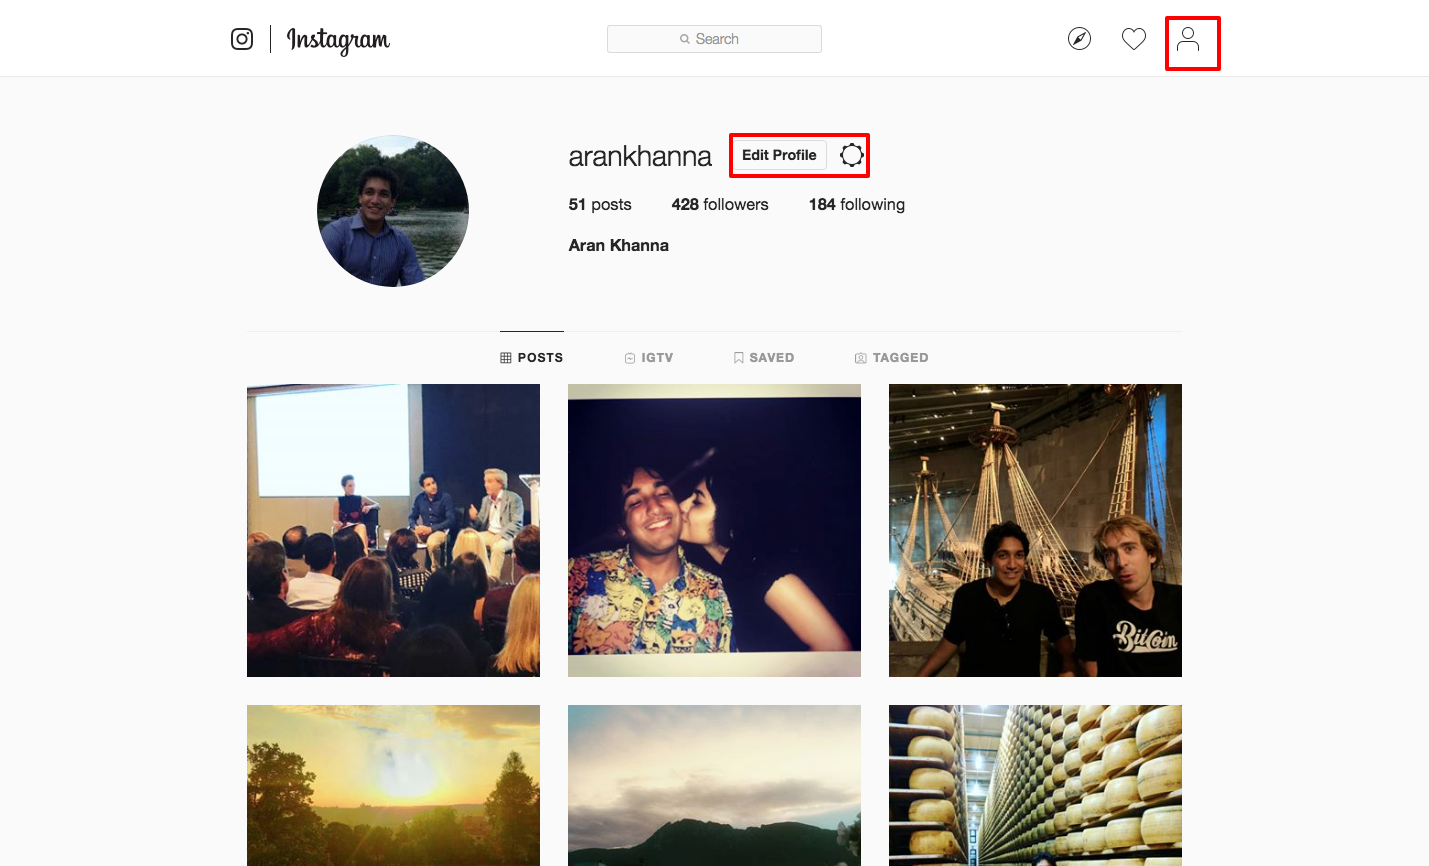 Instagram
Search
arankhanna Edit Profile
51 posts 428 followers 184 following
Aran Khanna
POSTS IGTV SAVED TAGGED
BitCoin